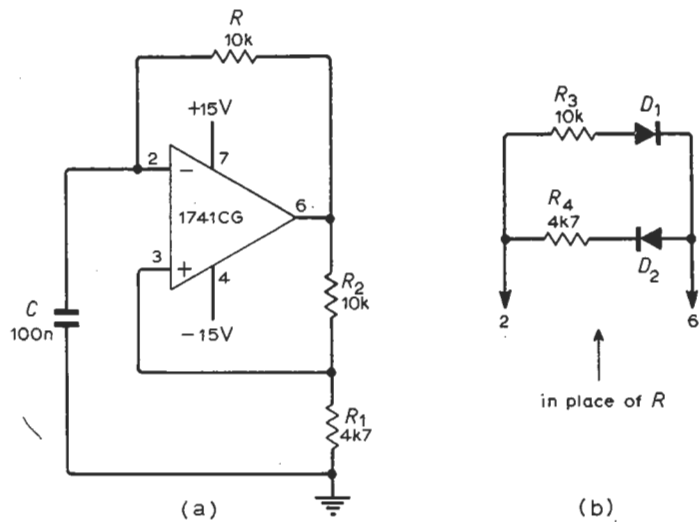 R
10k
+15V
2
7
−
1741CG
6
3
+
4
−15V
C
100n
R2
10k
R1
4k7
(a)
R3
10k
D1
R4
4k7
D2
2
6
in place of R
(b)